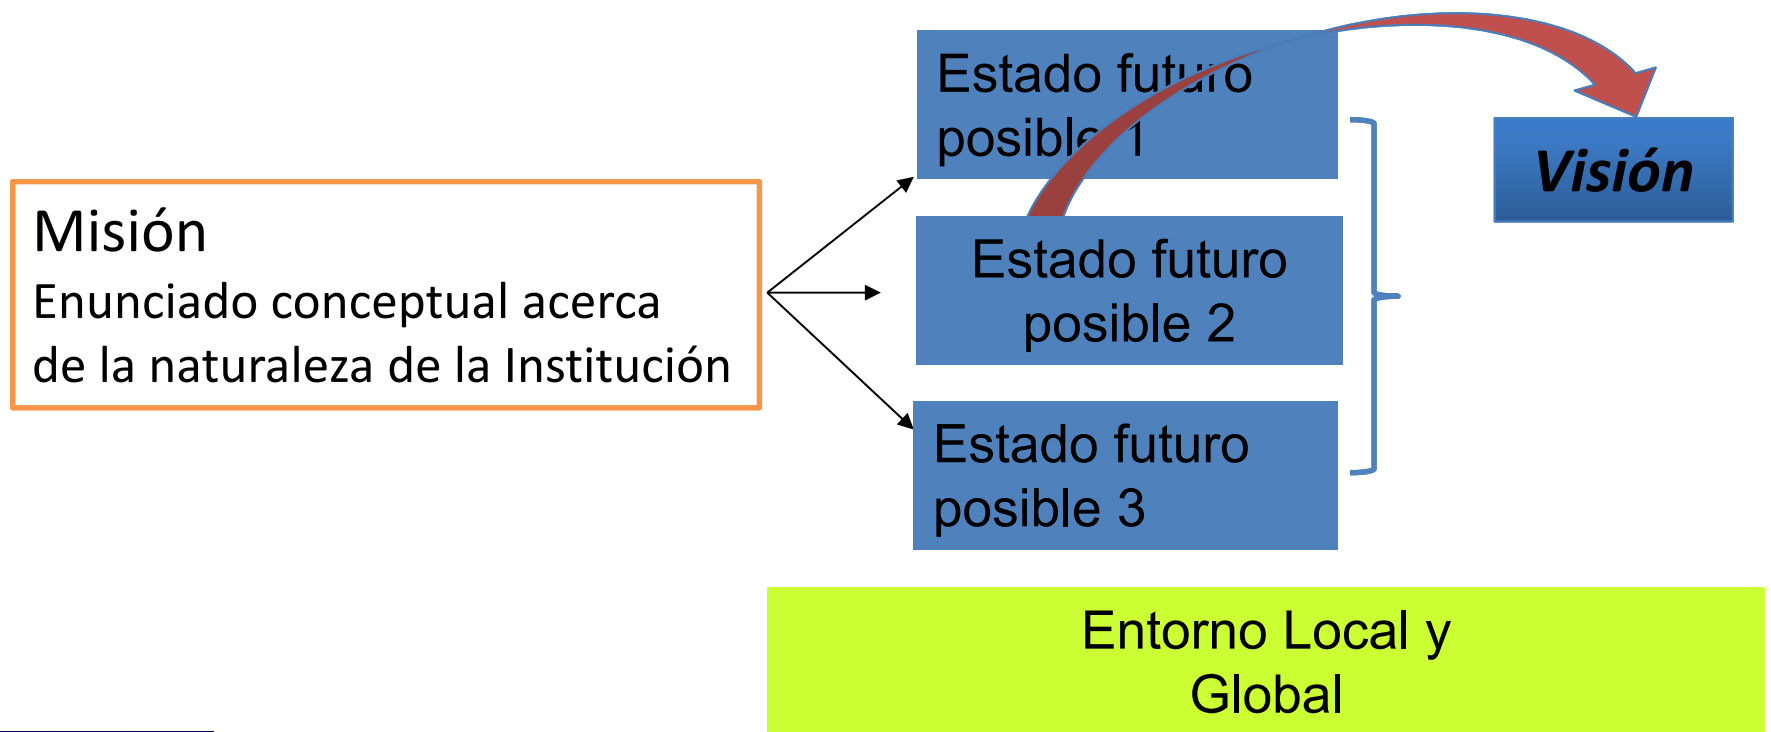 Misión
Enunciado conceptual acerca
de la naturaleza de la Institución
Estado futuro
posible 1
Estado futuro
posible 2
Estado futuro
posible 3
Visión
Entorno Local y
Global